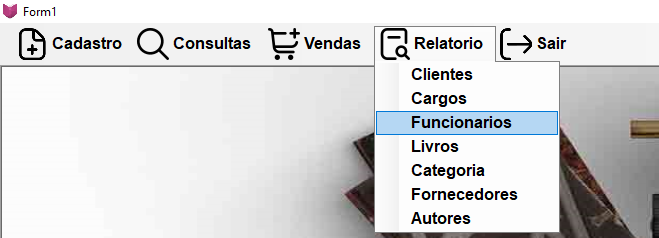 Form1
Cadastro Consultas Vendas Relatorio Sair
Clientes
Cargos
Funcionarios
Livros
Categoria
Fornecedores
Autores